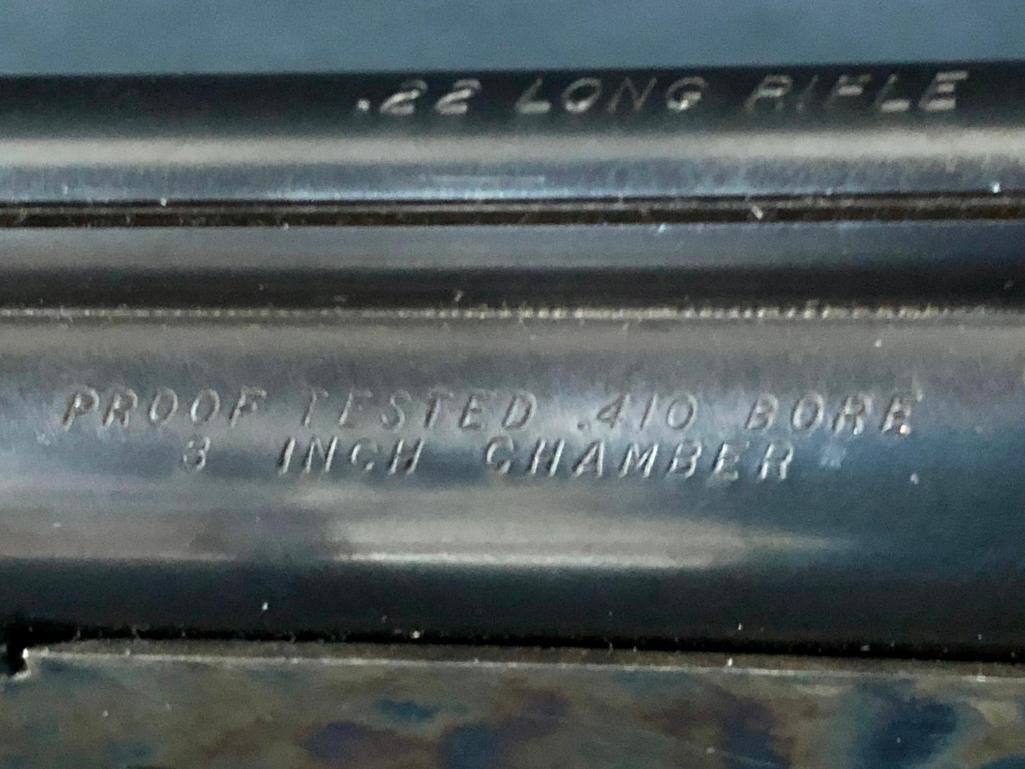 .22 LONG RIFLE
PROOF TESTED .410 BORE
3 INCH CHAMBER